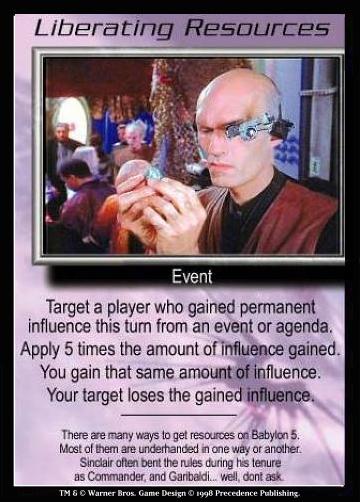 Liberating Resources
Event
Target a player who gained permanent
influence this turn from an event or agenda.
Apply 5 times the amount of influence gained.
You gain that same amount of influence.
Your target loses the gained influence.
There are many ways to get resources on Babylon 5.
Most of them are underhanded in one way or another.
Sinclair often bent the rules during his tenure
as Commander, and Garibaldi... well, dont ask.
TM & © Warner Bros. Game Design © 1998 Precedence Publishing.